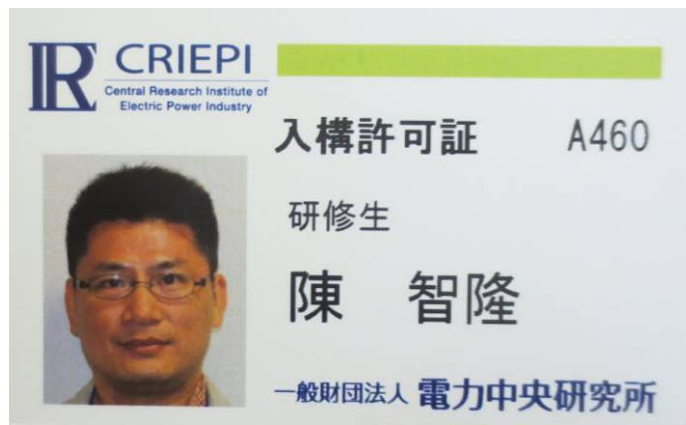 CRIEPI
Central Research Institute of
Electric Power Industry
入構許可証 A460
研修生
陳 智隆
一般財団法人 電力中央研究所